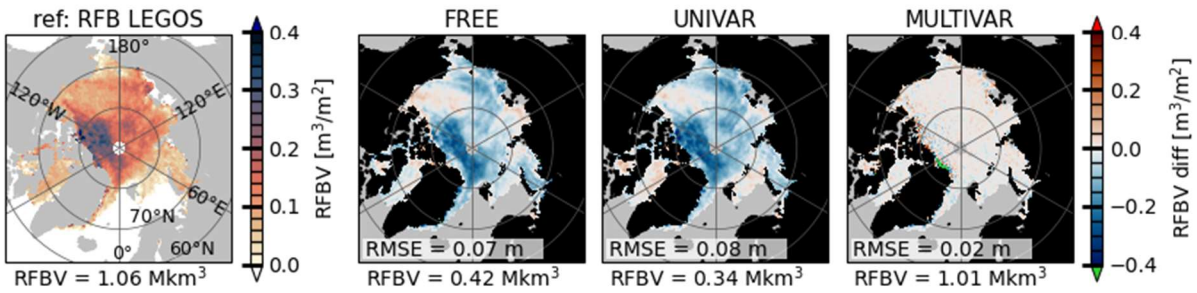 ref: RFB LEGOS
FREE
UNIVAR
MULTIVAR
180°
120°W
120°E
60°E
70°N
0°
60°N
0.4
0.3
0.2
0.1
0.0
RFBV [m³/m²]
RMSE = 0.07 m
RMSE = 0.08 m
RMSE = 0.02 m
0.4
0.2
0.0
−0.2
−0.4
RFBV diff [m³/m²]
RFBV = 1.06 Mkm³
RFBV = 0.42 Mkm³
RFBV = 0.34 Mkm³
RFBV = 1.01 Mkm³